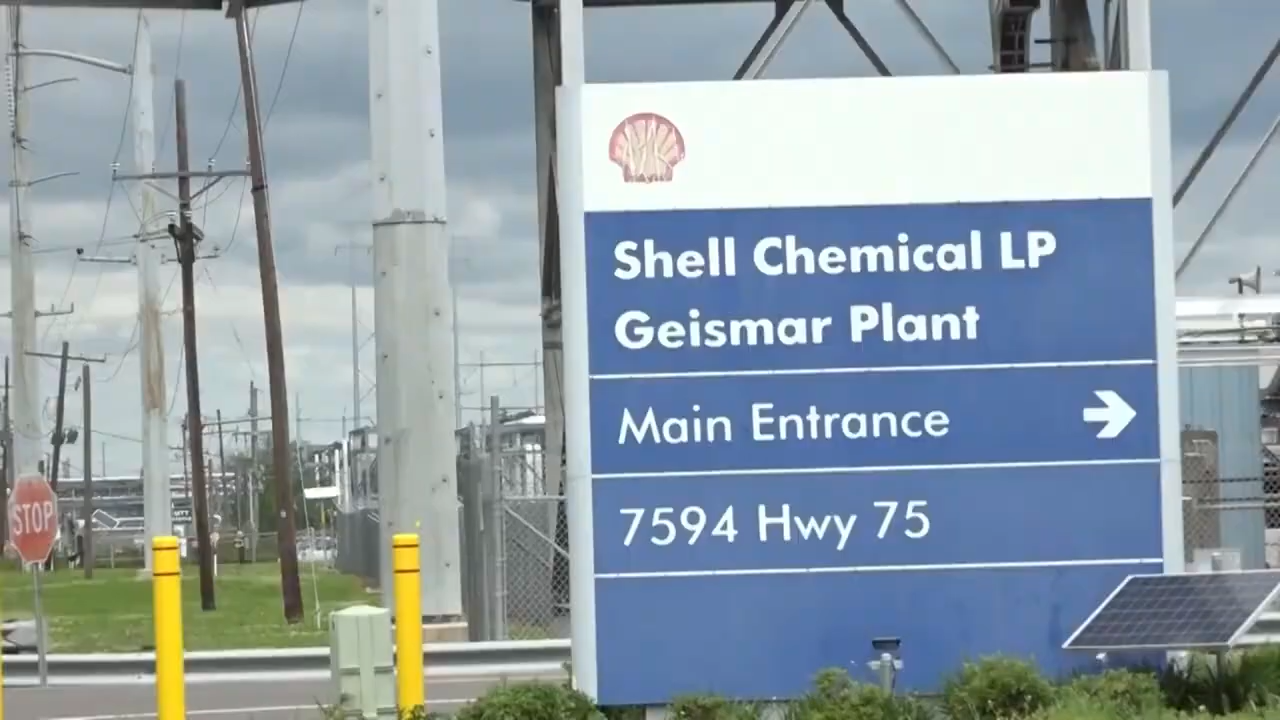 Shell Chemical LP
Geismar Plant
Main Entrance
7594 Hwy 75
STOP